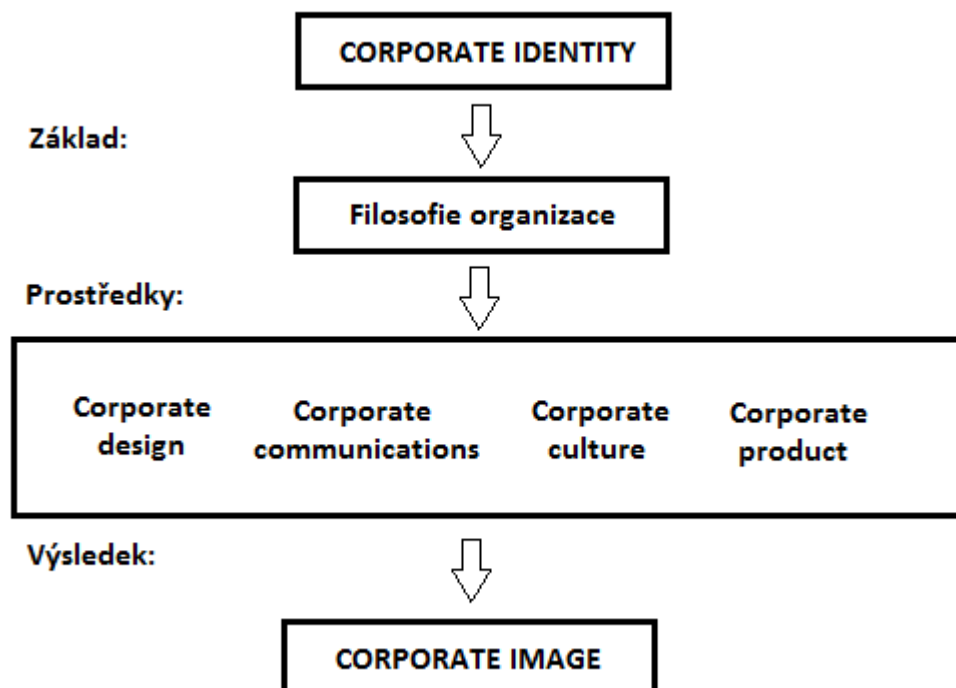 CORPORATE IDENTITY
Základ:
Filosofie organizace
Prostředky:
Corporate
design
Corporate
communications
Corporate
culture
Corporate
product
Výsledek:
CORPORATE IMAGE